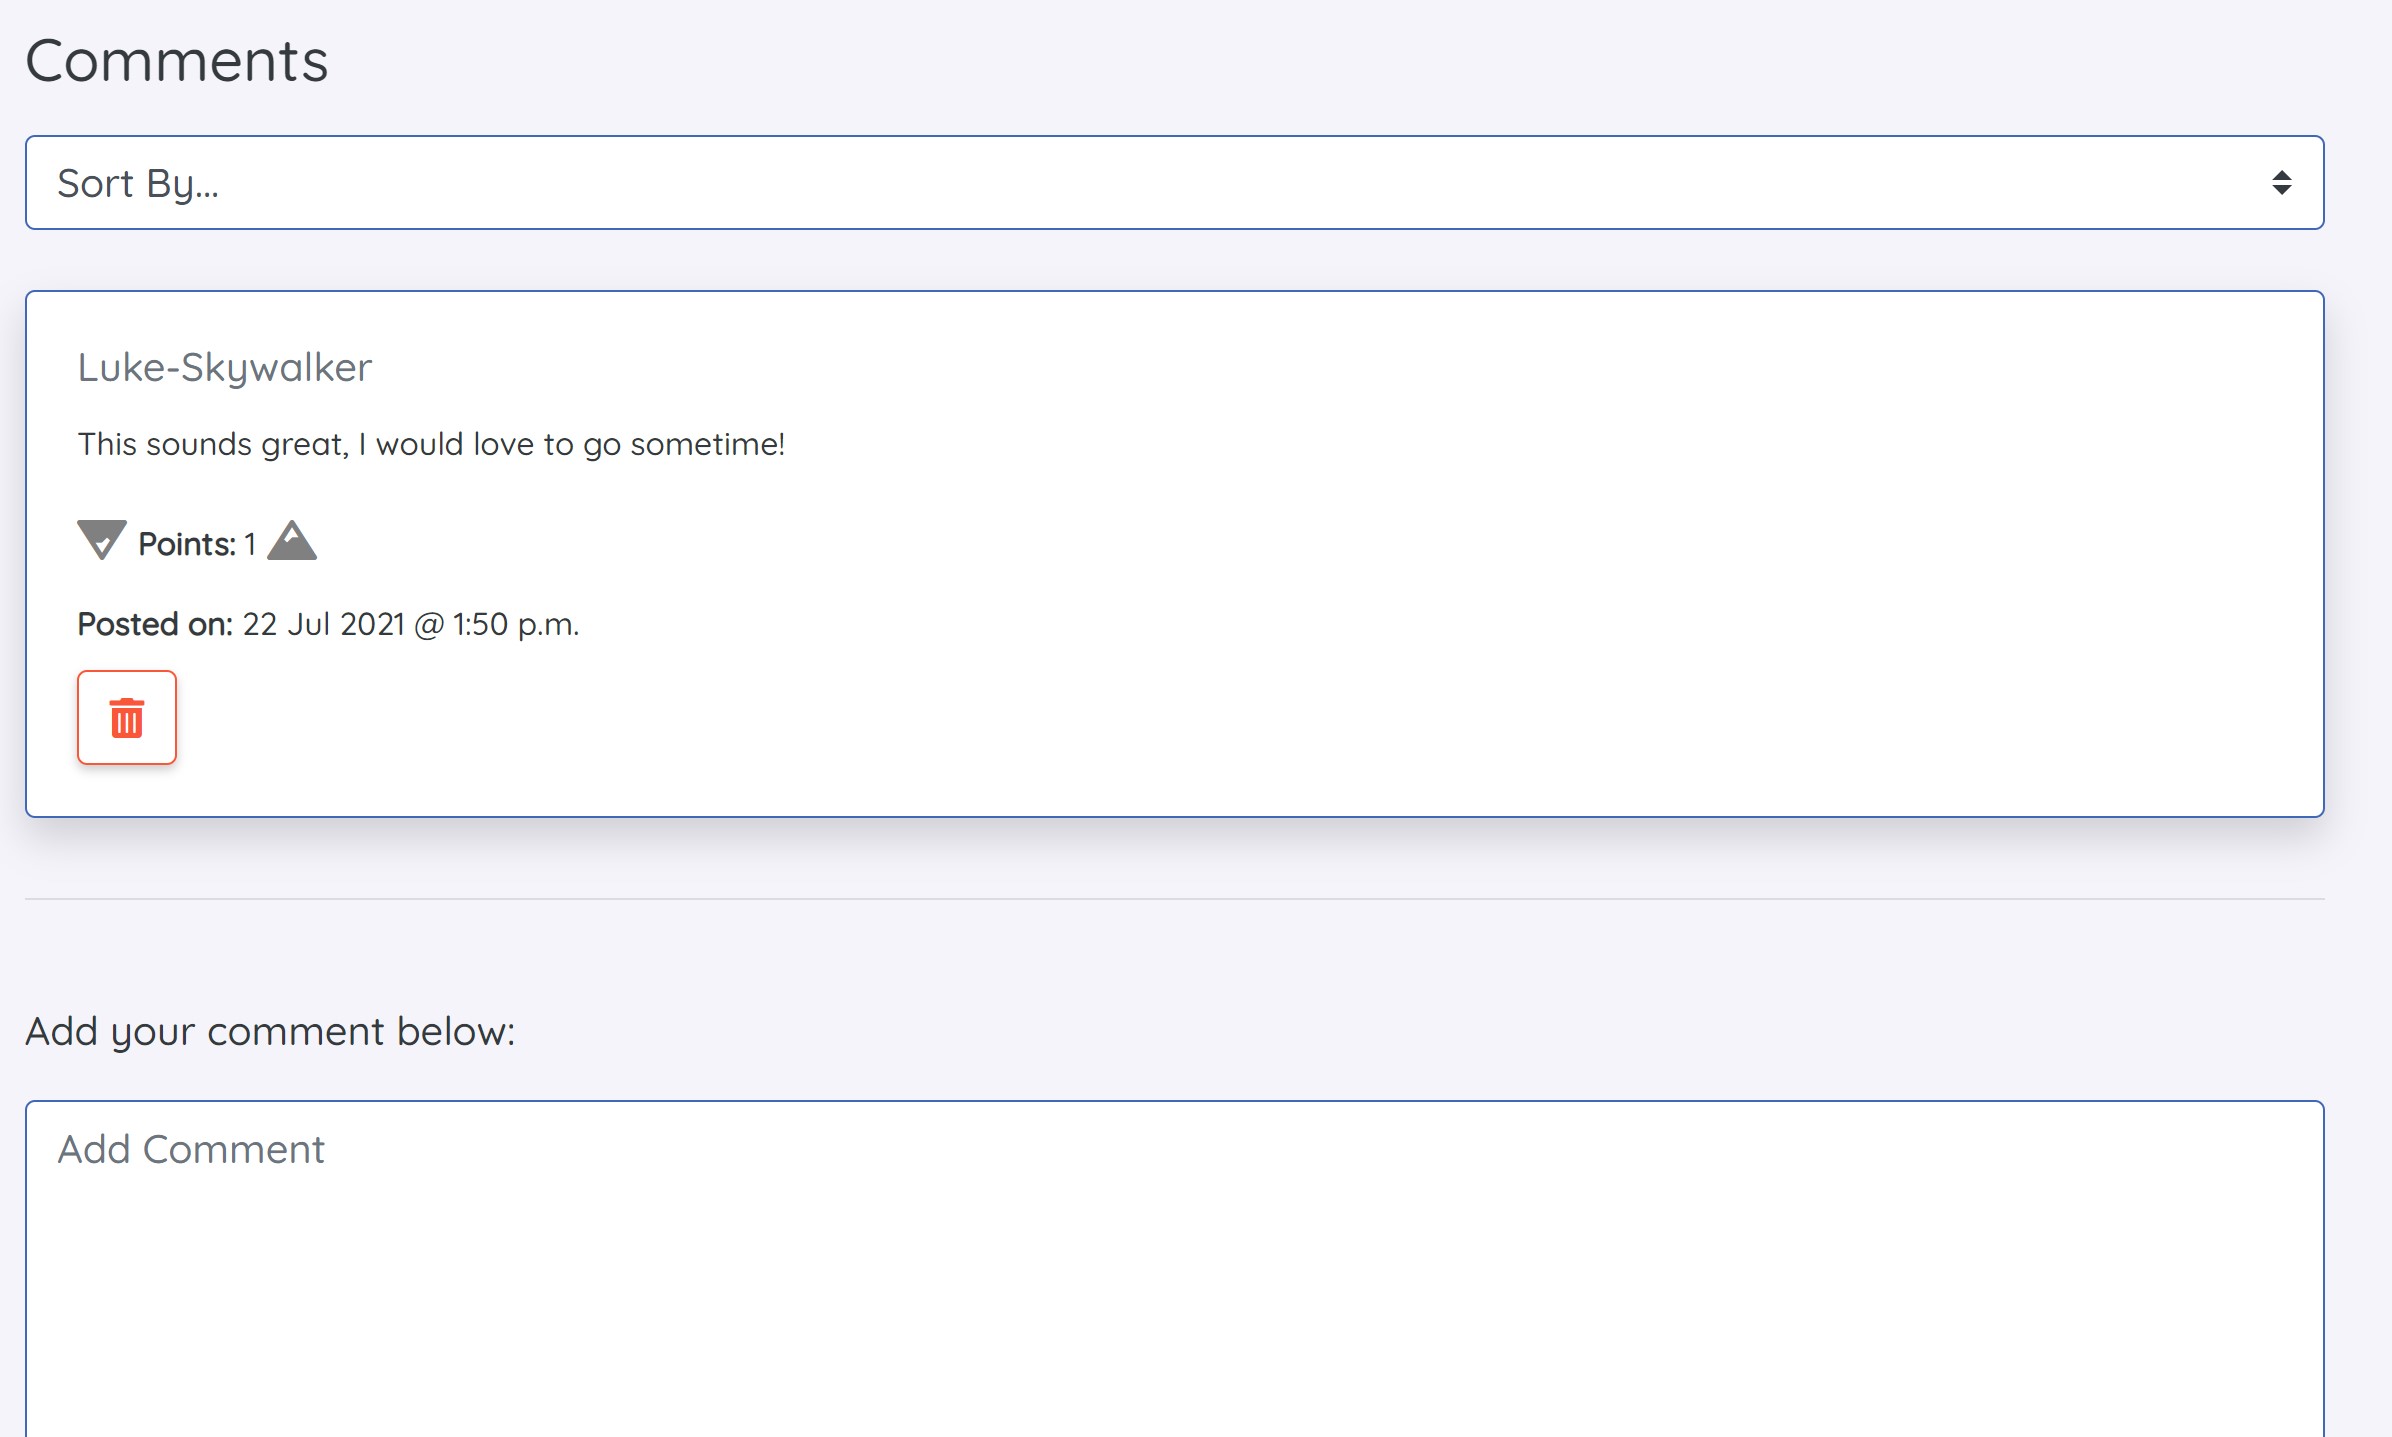 Comments
Sort By...
Luke-Skywalker
This sounds great, I would love to go sometime!
Points: 1
Posted on: 22 Jul 2021 @ 1:50 p.m.
Add your comment below:
Add Comment